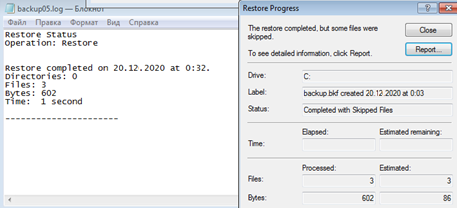 backup05.log — Блокнот
Файл Правка Формат Вид Справка
Restore Status
Operation: Restore
Restore completed on 20.12.2020 at 0:32.
Directories: 0
Files: 3
Bytes: 602
Time: 1 second
----------------------
Restore Progress
The restore completed, but some files were
skipped.
Close
To see detailed information, click Report.
Report...
Drive: C:
Label: backup.bkf created 20.12.2020 at 0:03
Status: Completed with Skipped Files
Elapsed: Estimated remaining:
Time:
Processed: Estimated:
Files: 3 3
Bytes: 602 86